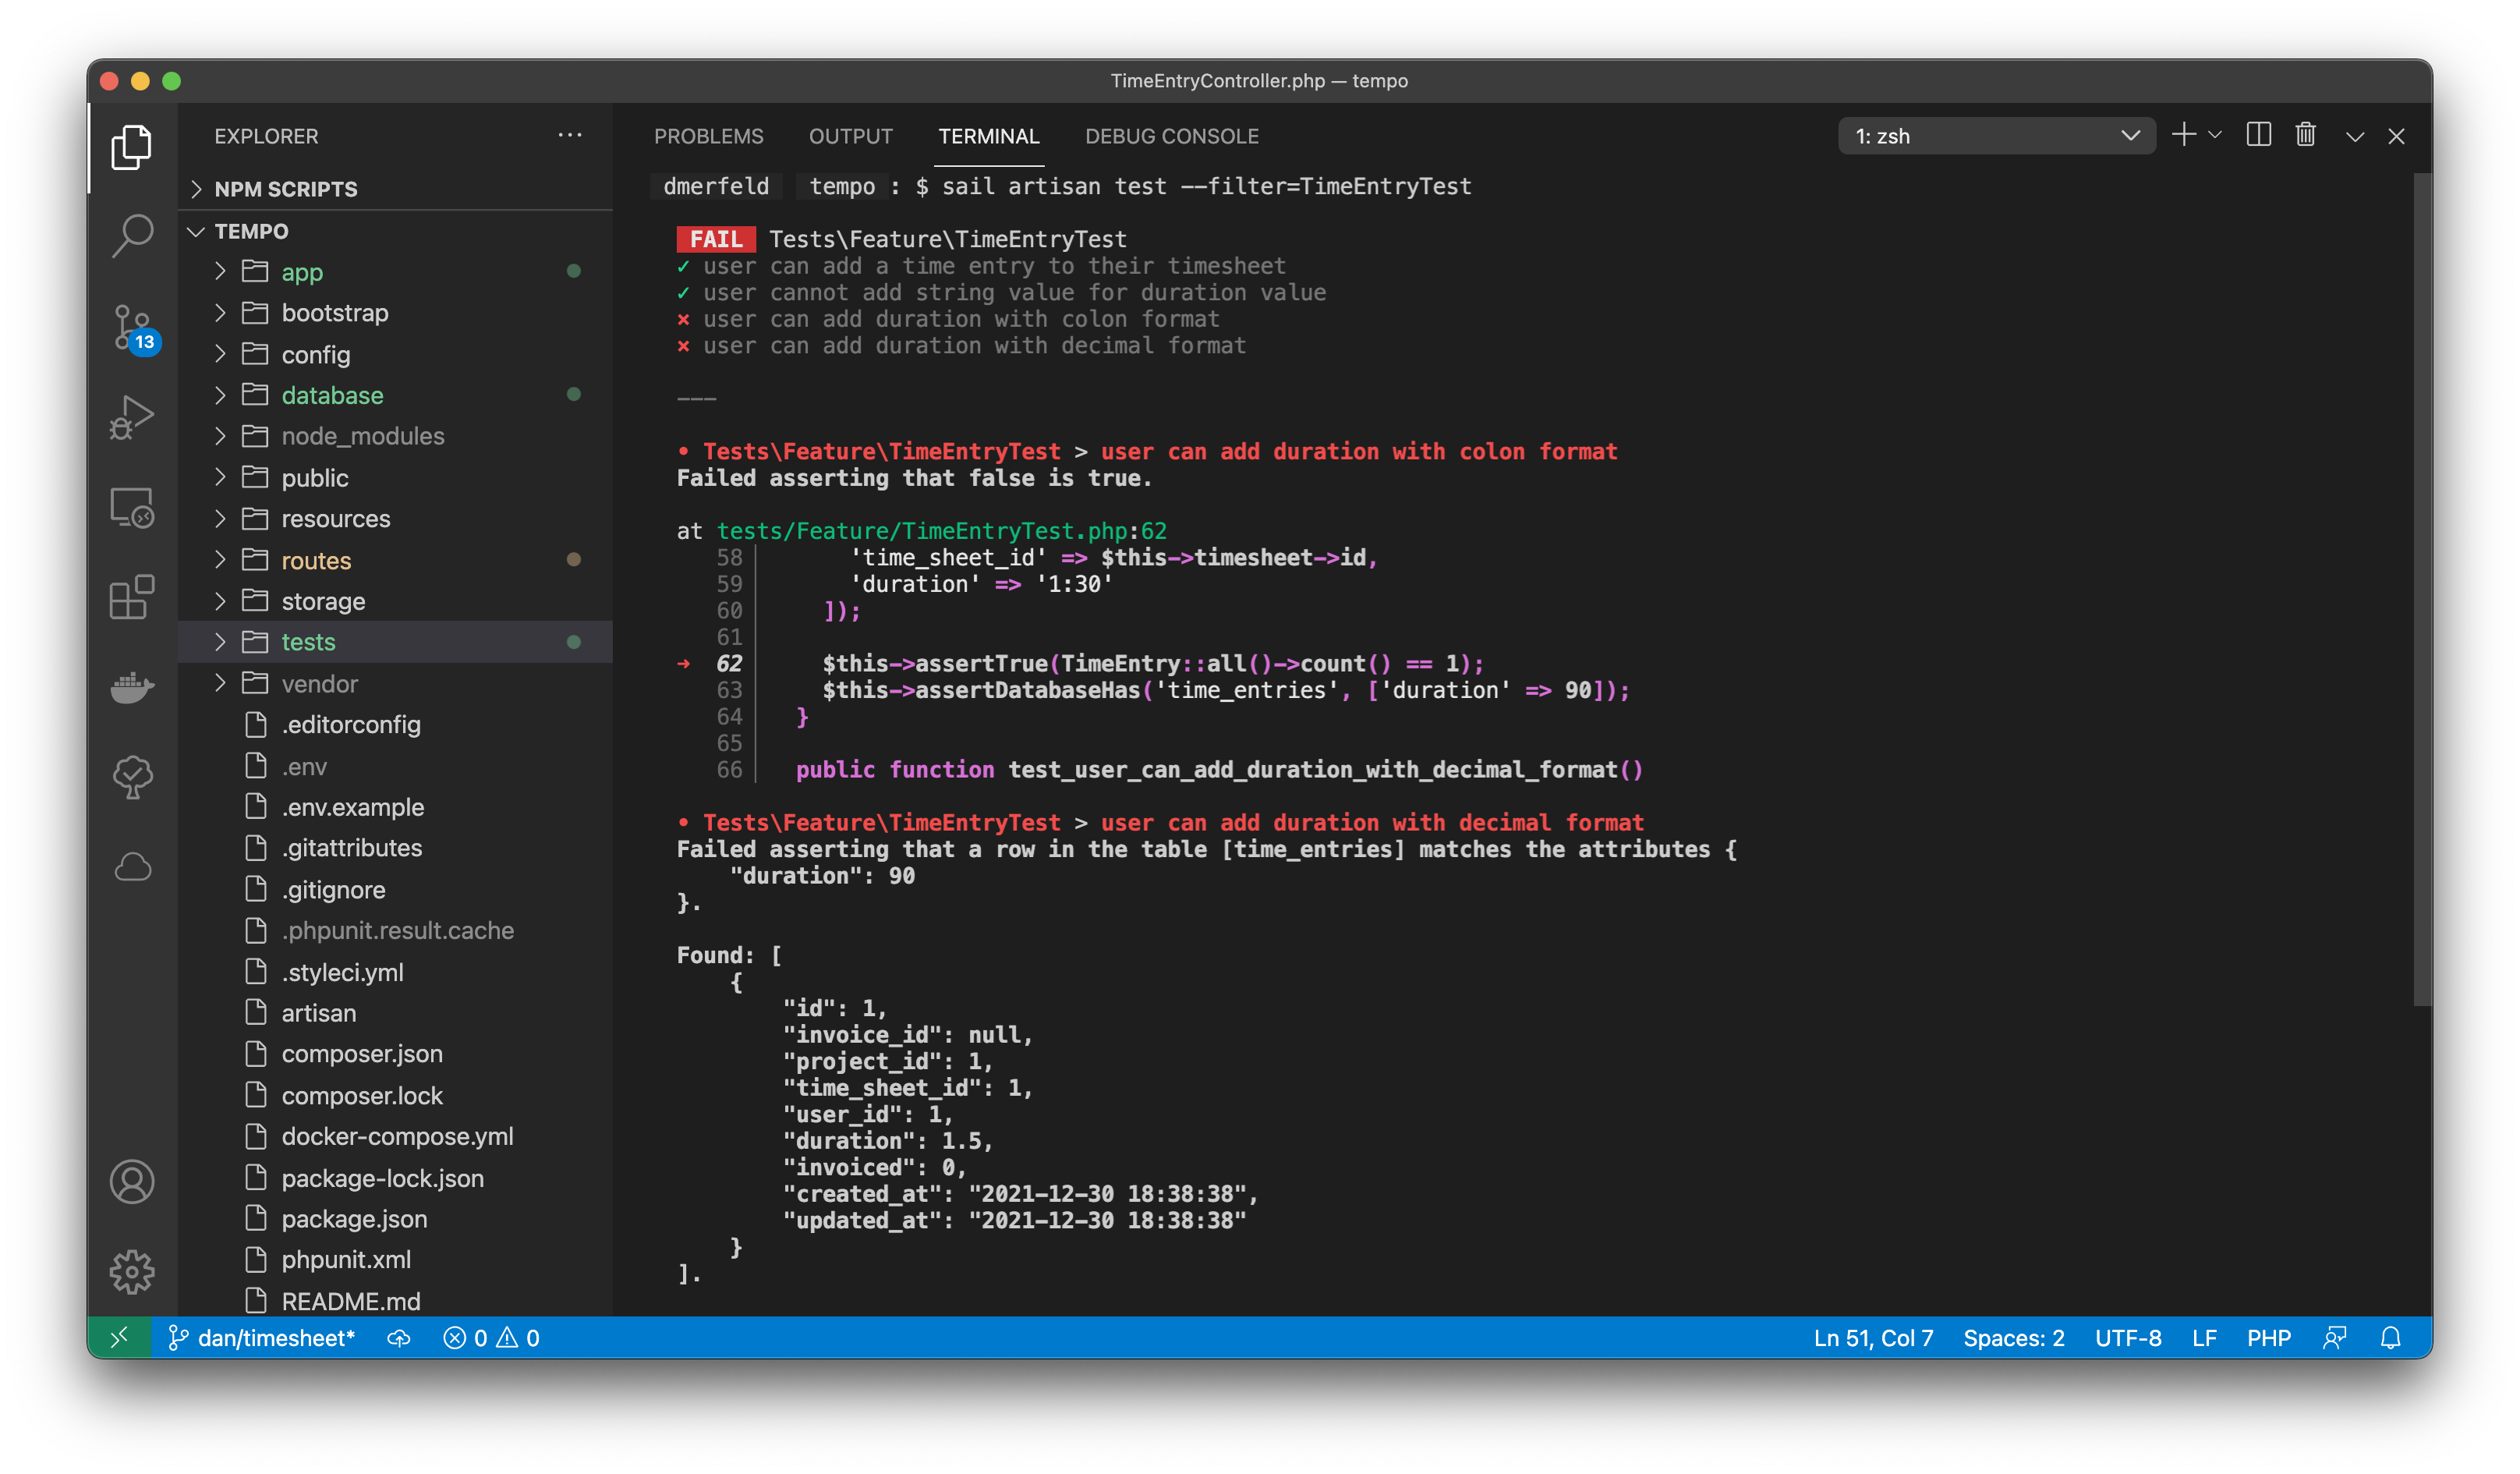 TimeEntryController.php — tempo
EXPLORER
NPM SCRIPTS
TEMPO
app
bootstrap
config
database
node_modules
public
resources
routes
storage
tests
vendor
.editorconfig
.env
.env.example
.gitattributes
.gitignore
.phpunit.result.cache
.styleci.yml
artisan
composer.json
composer.lock
docker-compose.yml
package-lock.json
package.json
phpunit.xml
README.md
13
PROBLEMS OUTPUT TERMINAL DEBUG CONSOLE
1: zsh
dmerfeld tempo : $ sail artisan test --filter=TimeEntryTest
FAIL Tests\Feature\TimeEntryTest
✓ user can add a time entry to their timesheet
✓ user cannot add string value for duration value
⨯ user can add duration with colon format
⨯ user can add duration with decimal format
---
• Tests\Feature\TimeEntryTest > user can add duration with colon format
Failed asserting that false is true.
at tests/Feature/TimeEntryTest.php:62
58 'time_sheet_id' => $this->timesheet->id,
59 'duration' => '1:30'
60 ]);
61
➜ 62 $this->assertTrue(TimeEntry::all()->count() == 1);
63 $this->assertDatabaseHas('time_entries', ['duration' => 90]);
64 }
65
66 public function test_user_can_add_duration_with_decimal_format()
• Tests\Feature\TimeEntryTest > user can add duration with decimal format
Failed asserting that a row in the table [time_entries] matches the attributes {
"duration": 90
}.
Found: [
{
"id": 1,
"invoice_id": null,
"project_id": 1,
"time_sheet_id": 1,
"user_id": 1,
"duration": 1.5,
"invoiced": 0,
"created_at": "2021-12-30 18:38:38",
"updated_at": "2021-12-30 18:38:38"
}
].
dan/timesheet* 0 0 Ln 51, Col 7 Spaces: 2 UTF-8 LF PHP